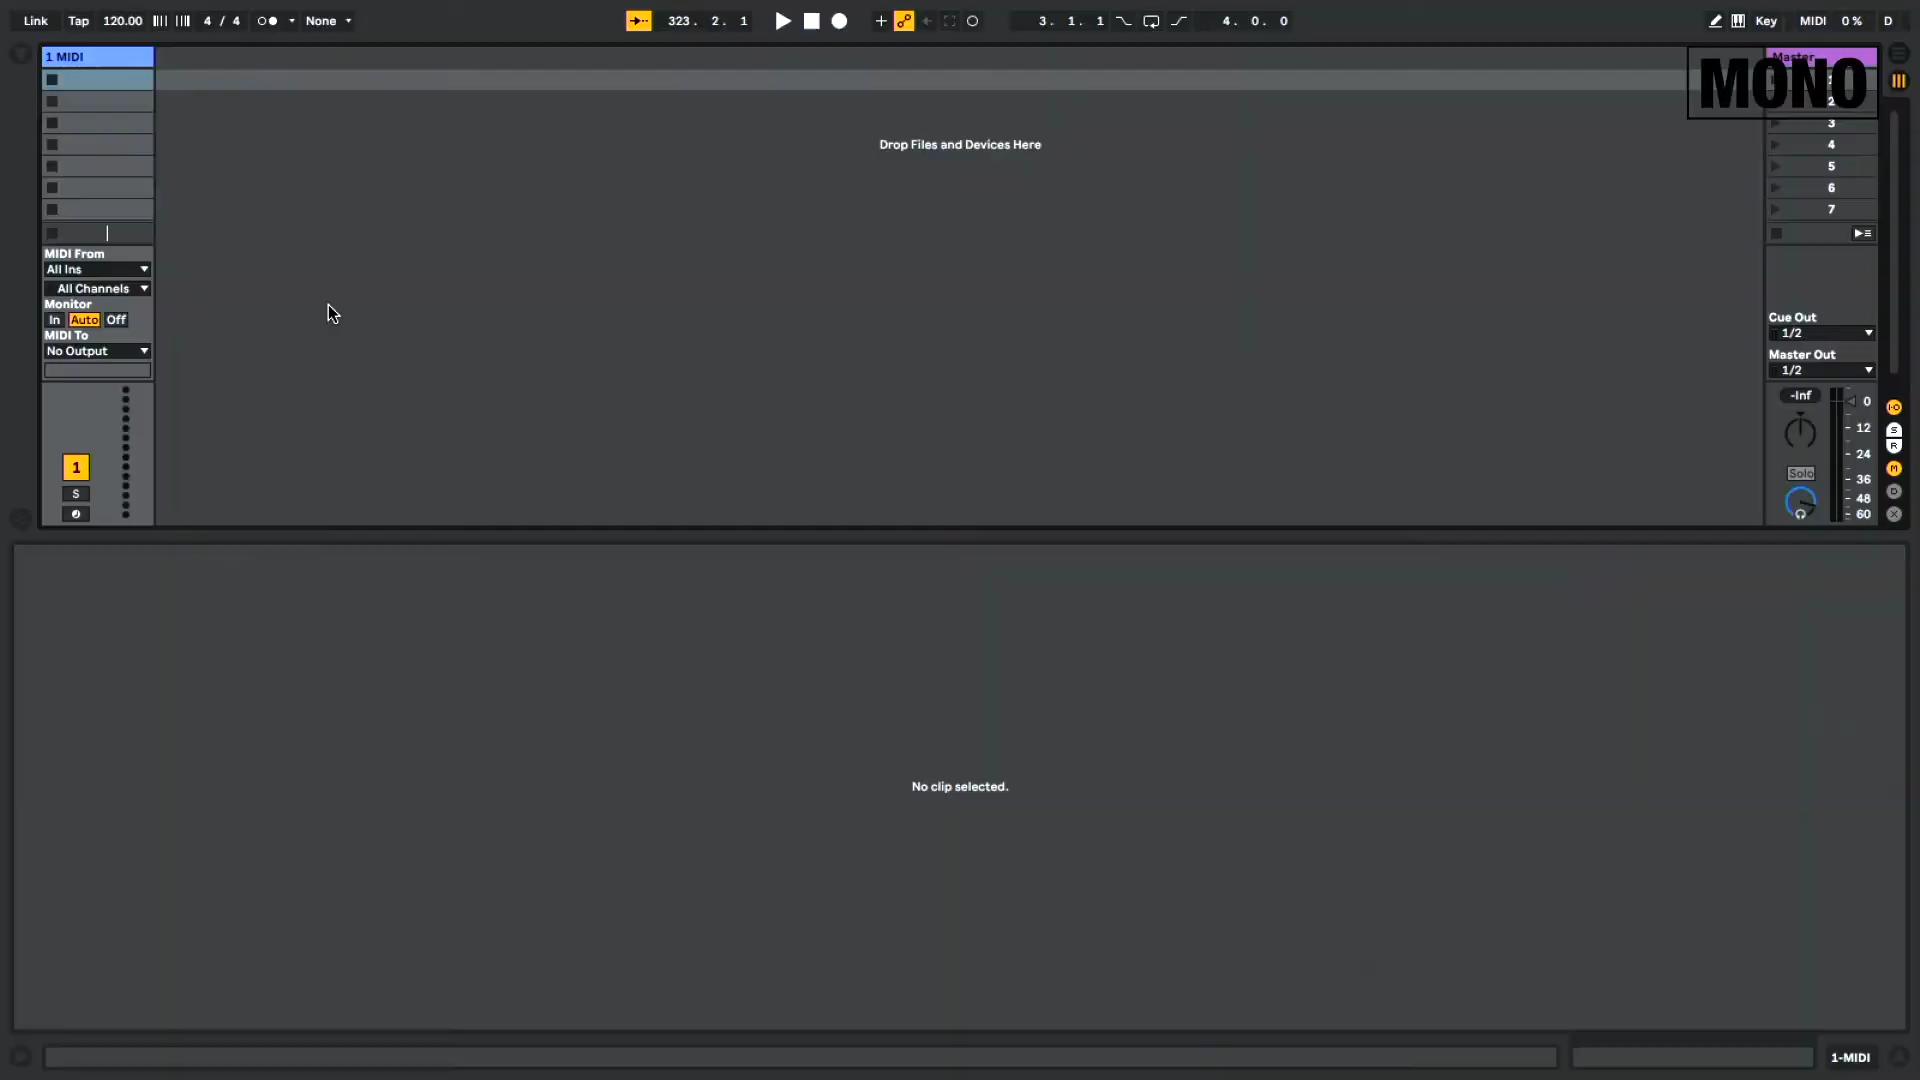 Link Tap 120.00 4 / 4 None 323. 2. 1 3. 1. 1 4. 0. 0 Key MIDI 0 % D
1 MIDI
Master
MONO
1
2
Drop Files and Devices Here
3
4
5
6
7
MIDI From
All Ins
All Channels
Monitor
In Auto Off
MIDI To
No Output
Cue Out
1/2
Master Out
1/2
-Inf 0
12
24
36
48
60
Solo
1
S
S
R
M
D
X
No clip selected.
1-MIDI